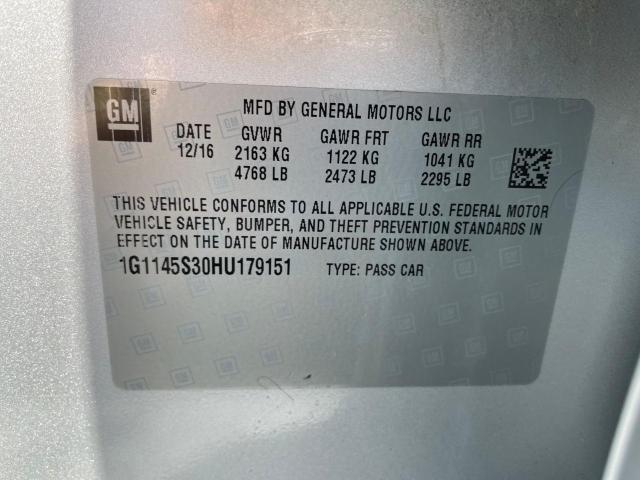 GM ®
MFD BY GENERAL MOTORS LLC
DATE GVWR GAWR FRT GAWR RR
12/16 2163 KG 1122 KG 1041 KG
4768 LB 2473 LB 2295 LB
THIS VEHICLE CONFORMS TO ALL APPLICABLE U.S. FEDERAL MOTOR
VEHICLE SAFETY, BUMPER, AND THEFT PREVENTION STANDARDS IN
EFFECT ON THE DATE OF MANUFACTURE SHOWN ABOVE.
1G1145S30HU179151 TYPE: PASS CAR